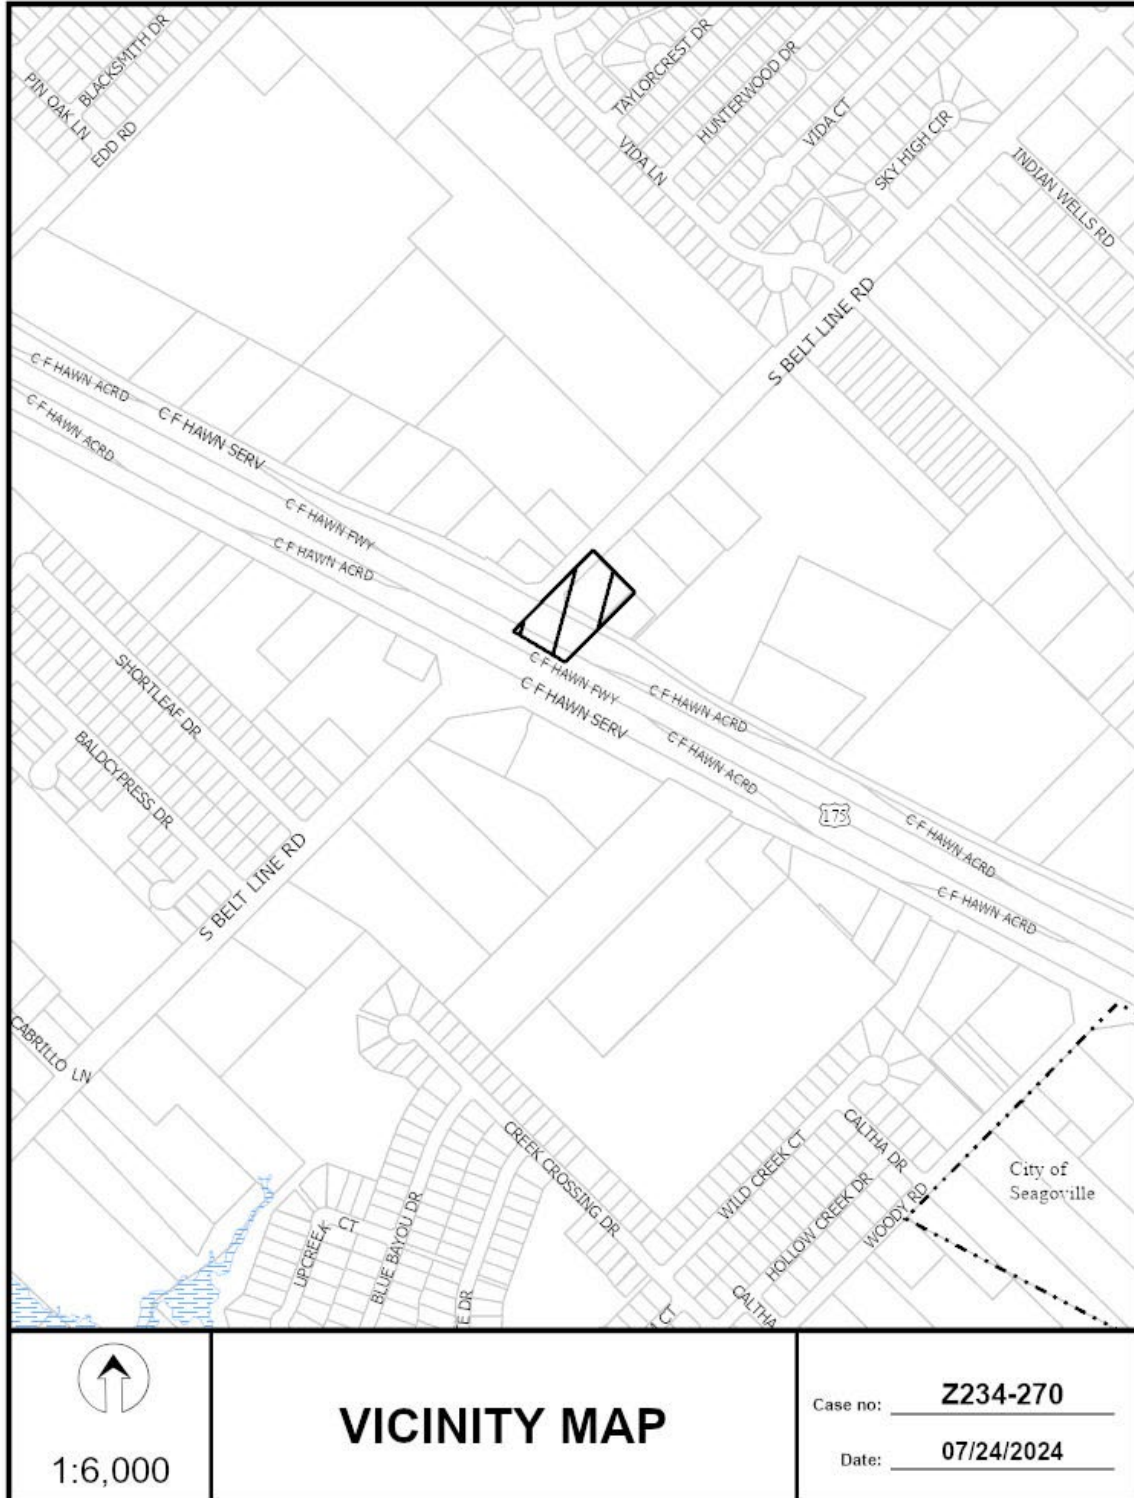 BLACKSMITH DR
PIN OAK LN
EDD RD
TAYLORCREST DR
HUNTERWOOD DR
VIDA CT
VIDA LN
SKY HIGH CIR
INDIAN WELLS RD
S BELT LINE RD
C F HAWN ACRD
C F HAWN SERV
C F HAWN ACRD
C F HAWN FWY
C F HAWN ACRD
C F HAWN FWY
C F HAWN SERV
C F HAWN ACRD
C F HAWN ACRD
175
C F HAWN ACRD
C F HAWN ACRD
SHORTLEAF DR
BALDCYPRESS DR
S BELT LINE RD
CABRILLO LN
CREEK CROSSING DR
WILD CREEK CT
CALTHA DR
HOLLOW CREEK DR
WOODY RD
City of
Seagoville
UPCREEK CT
BLUE BAYOU DR
E DR
CT
CALTHA
1:6,000
VICINITY MAP
Case no: Z234-270
Date: 07/24/2024